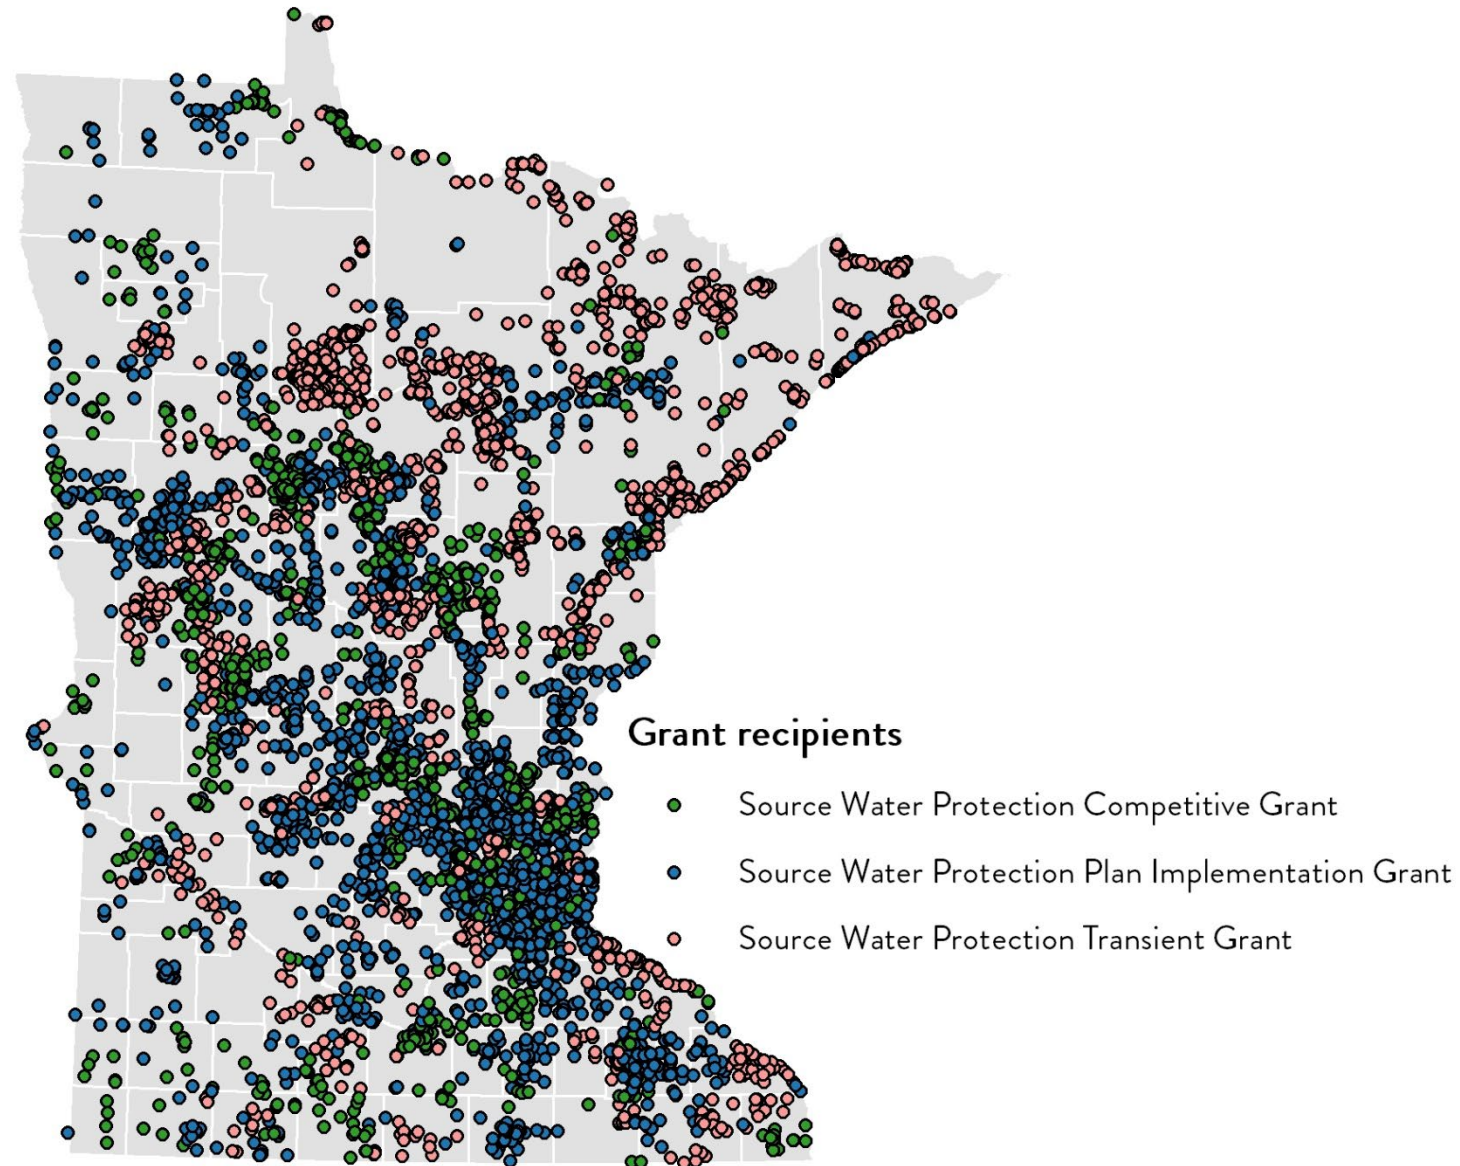 Grant recipients
Source Water Protection Competitive Grant
Source Water Protection Plan Implementation Grant
Source Water Protection Transient Grant